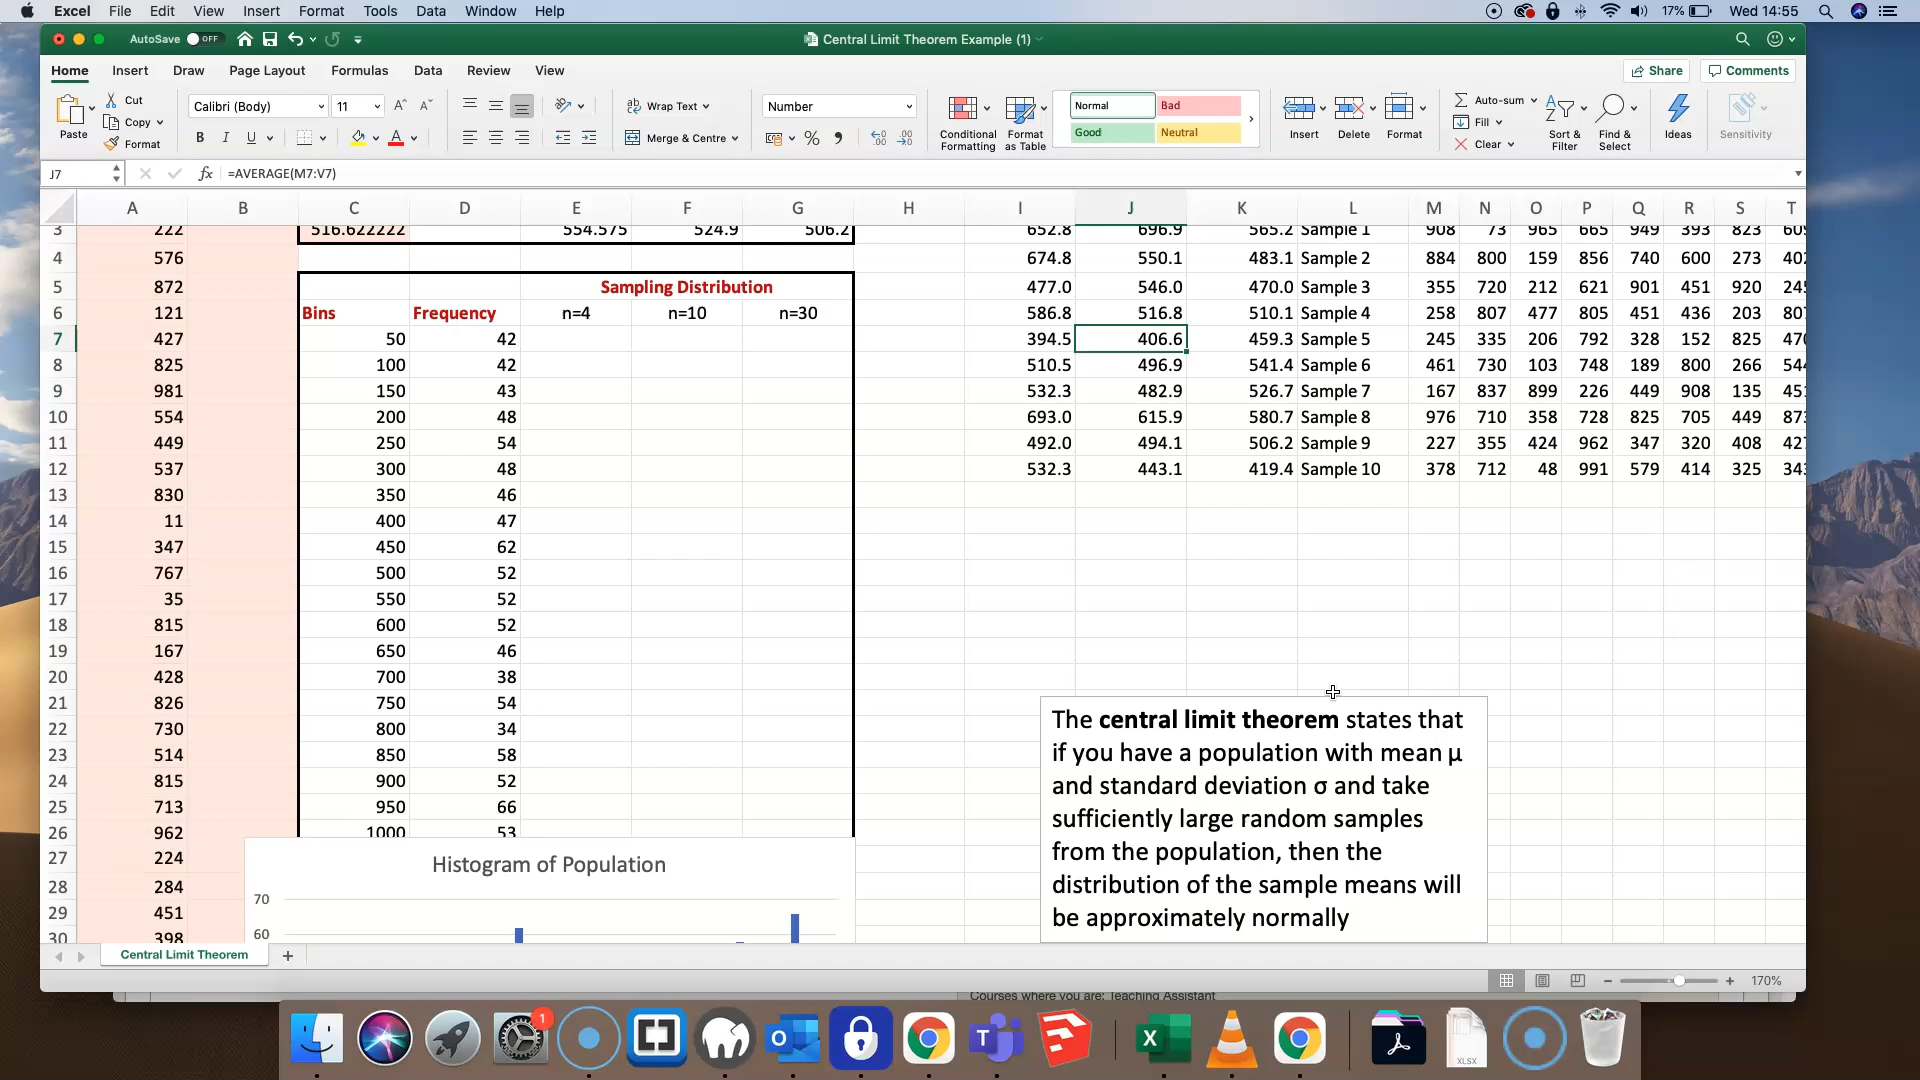 Excel File Edit View Insert Format Tools Data Window Help 17% Wed 14:55
AutoSave OFF Central Limit Theorem Example (1)
Home Insert Draw Page Layout Formulas Data Review View Share Comments
Paste Cut Copy Format
Calibri (Body) 11
B I U A
Wrap Text
Merge & Centre
Number
Conditional Formatting
Format as Table
Normal Bad
Good Neutral
Insert Delete Format
Auto-sum
Fill
Clear
Sort & Filter
Find & Select
Ideas
Sensitivity
J7 fx =AVERAGE(M7:V7)
A B C D E F G H I J K L M N O P Q R S T
3 222 516.622222 554.575 524.9 506.2 652.8 696.9 565.2 Sample 1 908 73 965 665 949 393 823
4 576 674.8 550.1 483.1 Sample 2 884 800 159 856 740 600 273
5 872 Sampling Distribution 477.0 546.0 470.0 Sample 3 355 720 212 621 901 451 920
6 121 Bins Frequency n=4 n=10 n=30 586.8 516.8 510.1 Sample 4 258 807 477 805 451 436 203
7 427 50 42 394.5 406.6 459.3 Sample 5 245 335 206 792 328 152 825
8 825 100 42 510.5 496.9 541.4 Sample 6 461 730 103 748 189 800 266
9 981 150 43 532.3 482.9 526.7 Sample 7 167 837 899 226 449 908 135
10 554 200 48 693.0 615.9 580.7 Sample 8 976 710 358 728 825 705 449
11 449 250 54 492.0 494.1 506.2 Sample 9 227 355 424 962 347 320 408
12 537 300 48 532.3 443.1 419.4 Sample 10 378 712 48 991 579 414 325
13 830 350 46
14 11 400 47
15 347 450 62
16 767 500 52
17 35 550 52
18 815 600 52
19 167 650 46
20 428 700 38
21 826 750 54
22 730 800 34
23 514 850 58
24 815 900 52
25 713 950 66
26 962 1000 53
27 224
28 284
29 451
30 398
Histogram of Population
70
60
The central limit theorem states that
if you have a population with mean μ
and standard deviation σ and take
sufficiently large random samples
from the population, then the
distribution of the sample means will
be approximately normally
Central Limit Theorem
170%
Courses where you are: Teaching Assistant
1
XLSX